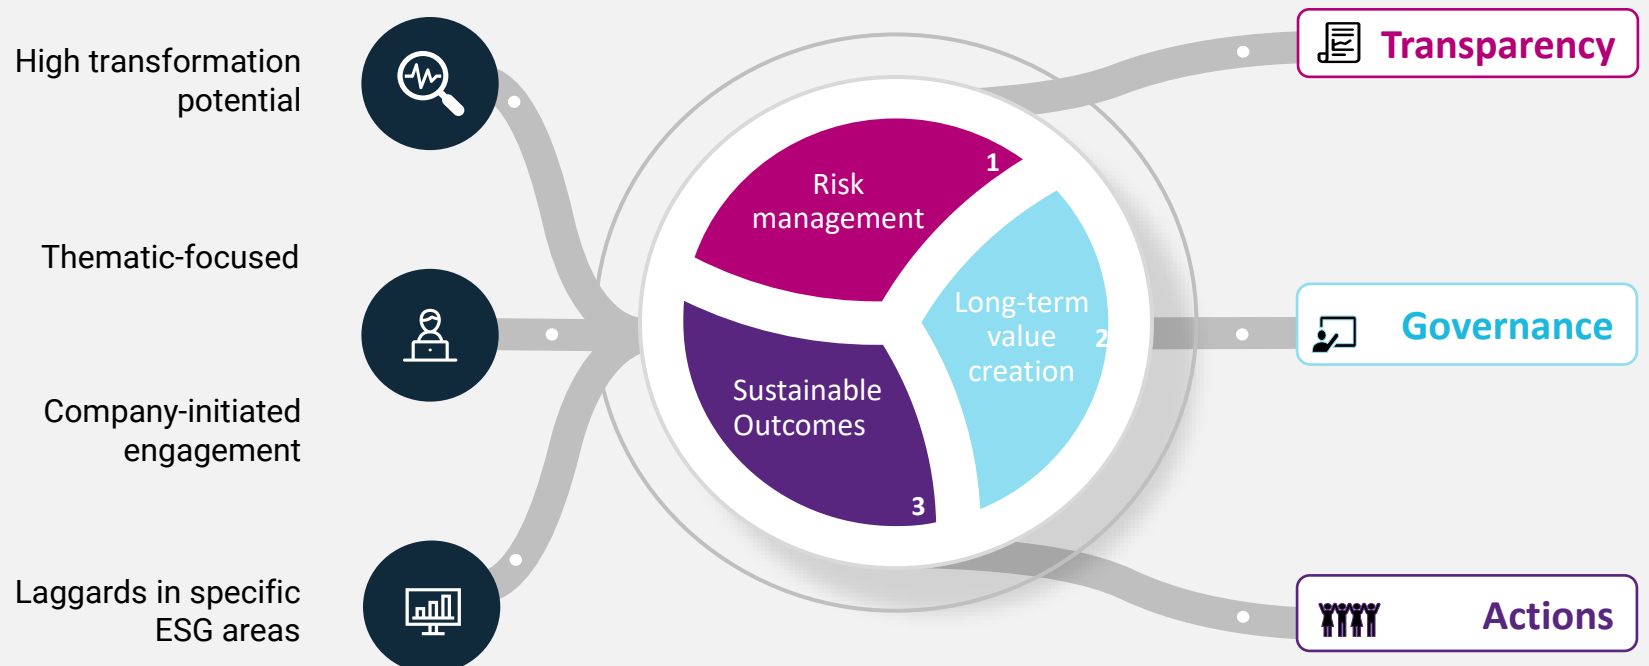 High transformation
potential
Thematic-focused
Company-initiated
engagement
Laggards in specific
ESG areas
1
Risk
management
Long-term
value
2
creation
Sustainable
Outcomes
3
Transparency
Governance
Actions